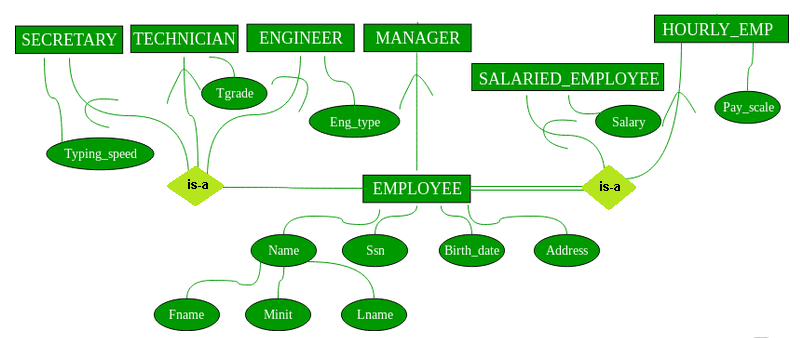 SECRETARY
TECHNICIAN
ENGINEER
MANAGER
HOURLY_EMP
SALARIED_EMPLOYEE
Tgrade
Eng_type
Salary
Pay_scale
Typing_speed
is-a
EMPLOYEE
is-a
Name
Ssn
Birth_date
Address
Fname
Minit
Lname